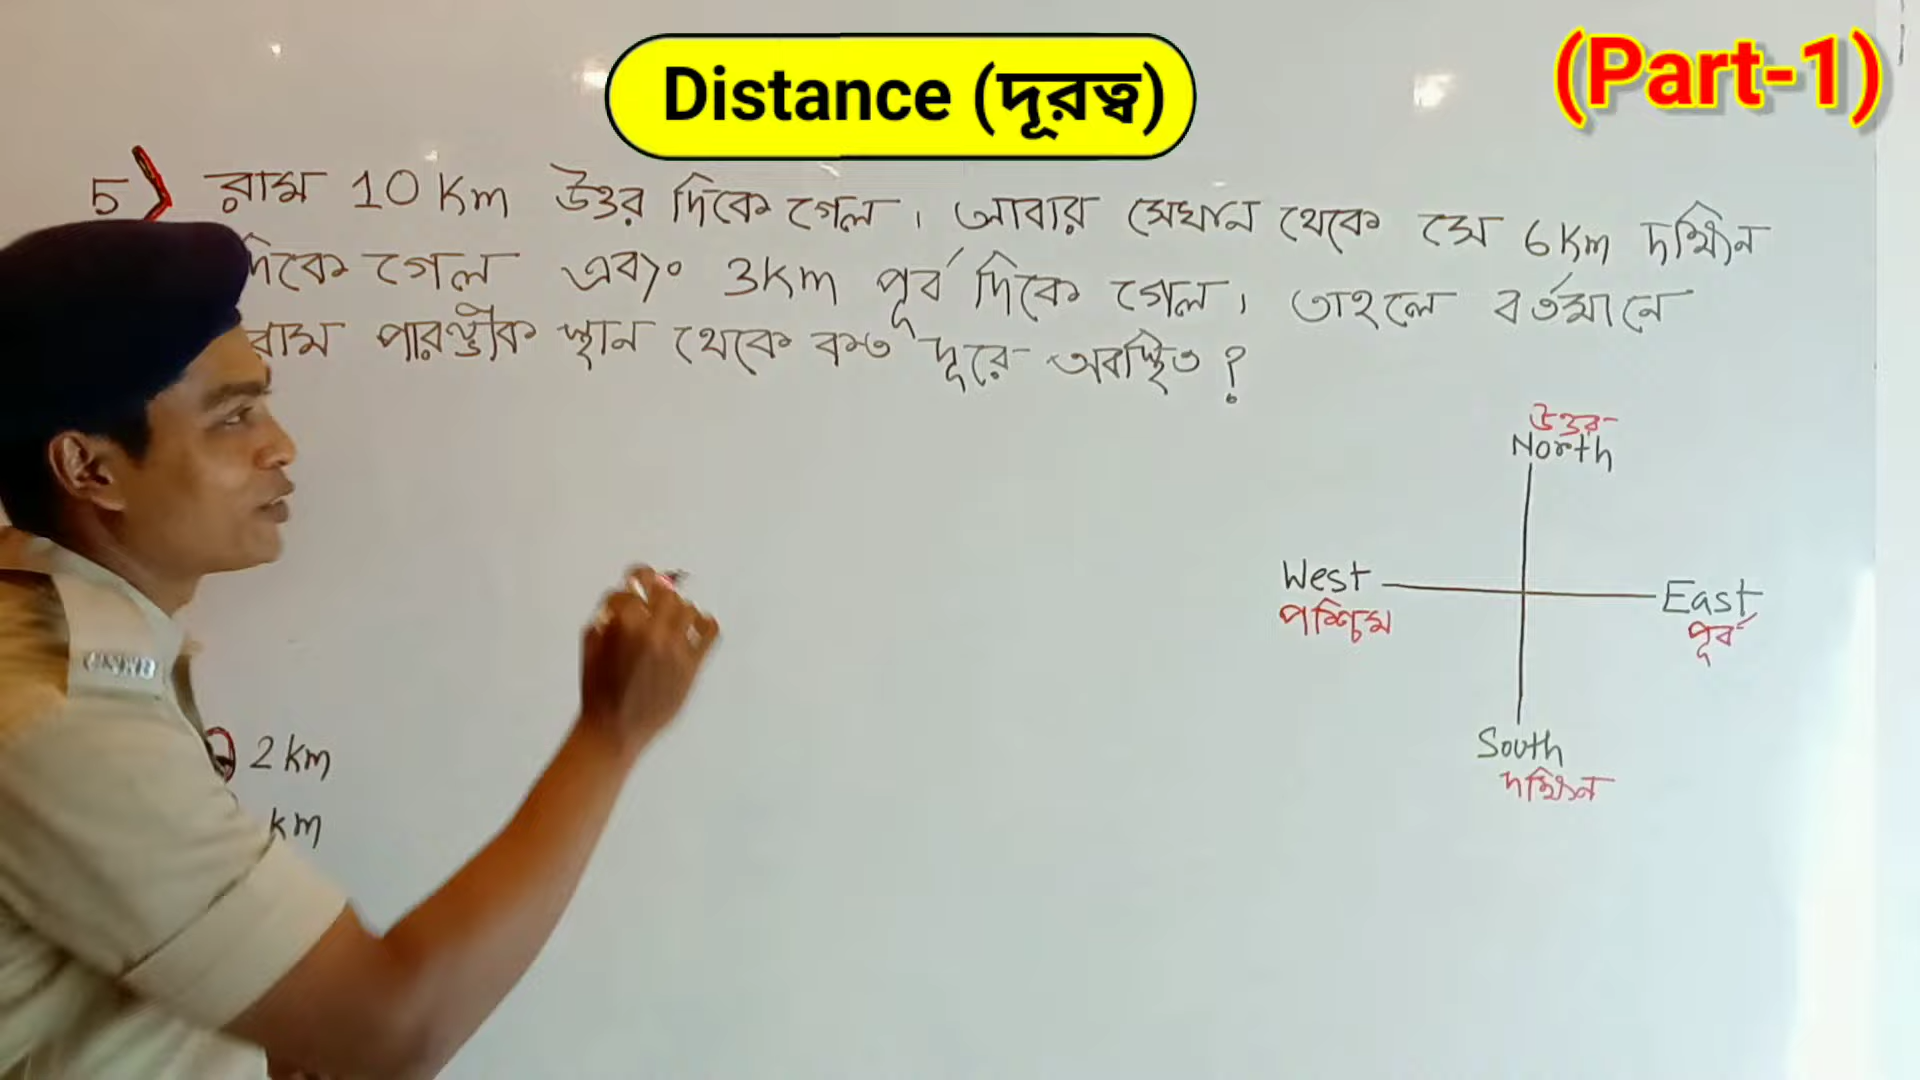 Distance (দূরত্ব)
(Part-1)
5) রাম 10 Km উত্তর দিকে গেল। আবার সেখান থেকে সে 6 Km দক্ষিন
দিকে গেল এবং 3 Km পূর্ব দিকে গেল। তাহলে বর্তমানে
রাম স্থান থেকে কত দূরে অবস্থিত?
উত্তর
North
West
পশ্চিম
East
পূর্ব
South
দক্ষিন
2 km
km